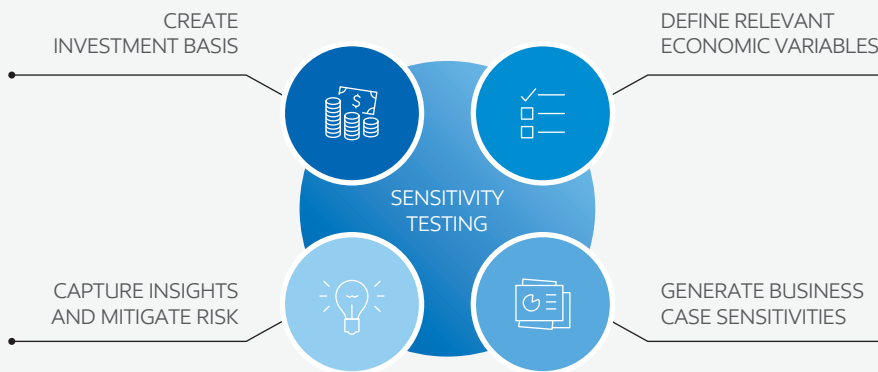 CREATE
INVESTMENT BASIS
DEFINE RELEVANT
ECONOMIC VARIABLES
$
SENSITIVITY
TESTING
CAPTURE INSIGHTS
AND MITIGATE RISK
GENERATE BUSINESS
CASE SENSITIVITIES